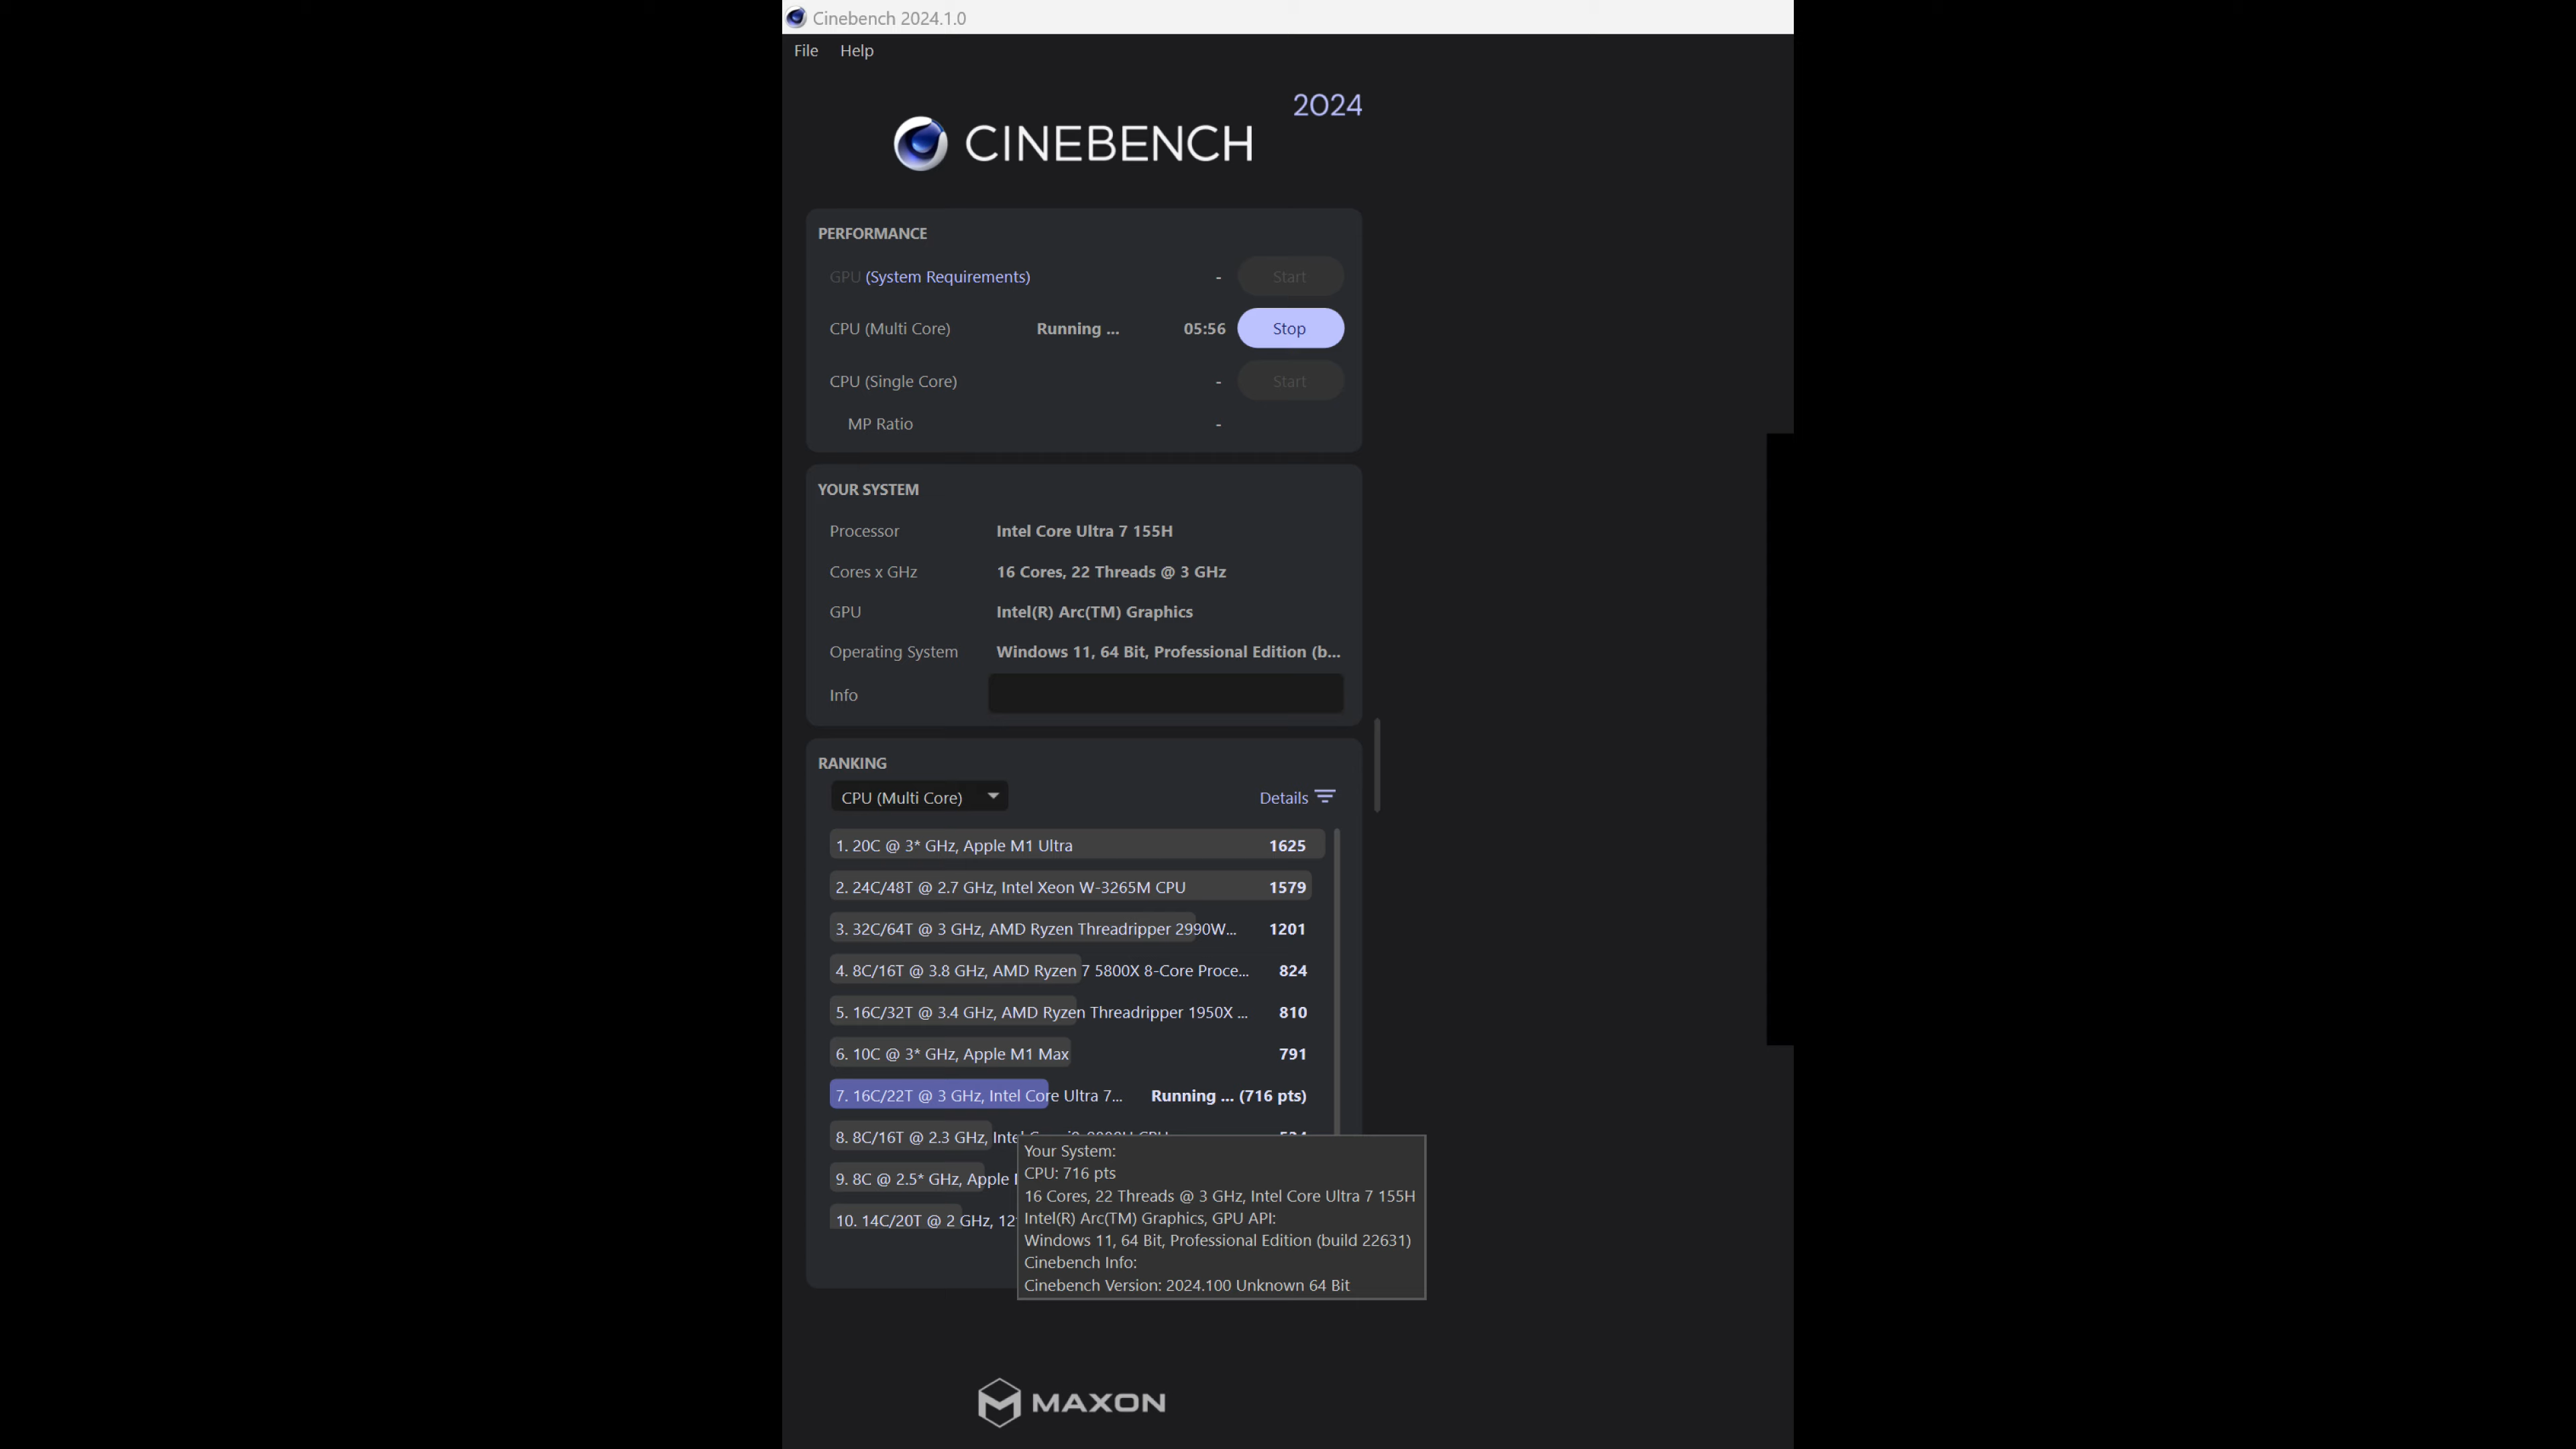 Cinebench 2024.1.0
File Help
2024
CINEBENCH
PERFORMANCE
GPU (System Requirements) - Start
CPU (Multi Core) Running ... 05:56 Stop
CPU (Single Core) - Start
MP Ratio -
YOUR SYSTEM
Processor Intel Core Ultra 7 155H
Cores x GHz 16 Cores, 22 Threads @ 3 GHz
GPU Intel(R) Arc(TM) Graphics
Operating System Windows 11, 64 Bit, Professional Edition (b...
Info
RANKING
CPU (Multi Core) Details
1. 20C @ 3* GHz, Apple M1 Ultra 1625
2. 24C/48T @ 2.7 GHz, Intel Xeon W-3265M CPU 1579
3. 32C/64T @ 3 GHz, AMD Ryzen Threadripper 2990W... 1201
4. 8C/16T @ 3.8 GHz, AMD Ryzen 7 5800X 8-Core Proce... 824
5. 16C/32T @ 3.4 GHz, AMD Ryzen Threadripper 1950X ... 810
6. 10C @ 3* GHz, Apple M1 Max 791
7. 16C/22T @ 3 GHz, Intel Core Ultra 7... Running ... (716 pts)
8. 8C/16T @ 2.3 GHz,
9. 8C @ 2.5* GHz, Apple
10. 14C/20T @ 2 GHz, 12
Your System:
CPU: 716 pts
16 Cores, 22 Threads @ 3 GHz, Intel Core Ultra 7 155H
Intel(R) Arc(TM) Graphics, GPU API:
Windows 11, 64 Bit, Professional Edition (build 22631)
Cinebench Info:
Cinebench Version: 2024.100 Unknown 64 Bit
MAXON